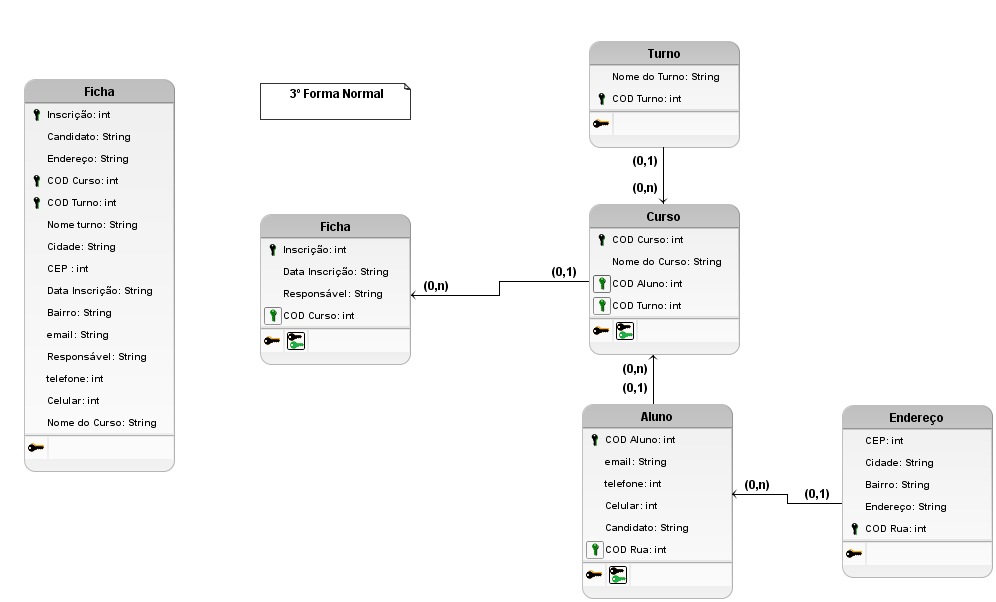 Ficha
Inscrição: int
Candidato: String
Endereço: String
COD Curso: int
COD Turno: int
Nome turno: String
Cidade: String
CEP : int
Data Inscrição: String
Bairro: String
email: String
Responsável: String
telefone: int
Celular: int
Nome do Curso: String
3º Forma Normal
Ficha
Inscrição: int
Data Inscrição: String
Responsável: String
COD Curso: int
(0,n)
(0,1)
Turno
Nome do Turno: String
COD Turno: int
(0,1)
(0,n)
Curso
COD Curso: int
Nome do Curso: String
COD Aluno: int
COD Turno: int
(0,n)
(0,1)
Aluno
COD Aluno: int
email: String
telefone: int
Celular: int
Candidato: String
COD Rua: int
(0,n)
(0,1)
Endereço
CEP: int
Cidade: String
Bairro: String
Endereço: String
COD Rua: int